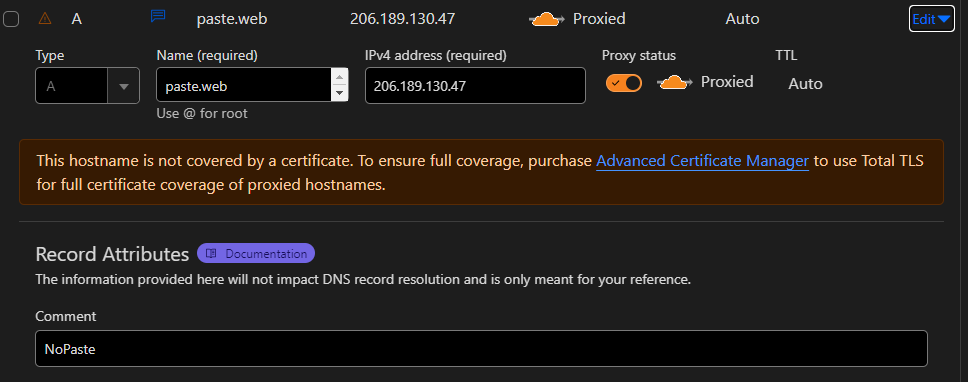 A paste.web 206.189.130.47 Proxied Auto Edit
Type Name (required) IPv4 address (required) Proxy status TTL
A paste.web 206.189.130.47 Proxied Auto
Use @ for root
This hostname is not covered by a certificate. To ensure full coverage, purchase Advanced Certificate Manager to use Total TLS
for full certificate coverage of proxied hostnames.
Record Attributes Documentation
The information provided here will not impact DNS record resolution and is only meant for your reference.
Comment
NoPaste